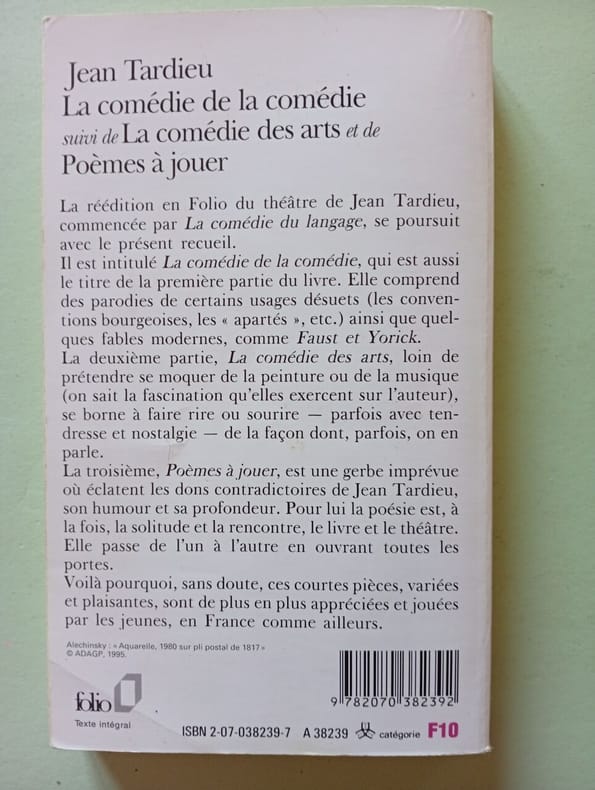 Jean Tardieu
La comédie de la comédie
suivi de La comédie des arts et de
Poèmes à jouer
La réédition en Folio du théâtre de Jean Tardieu,
commencée par La comédie du langage, se poursuit
avec le présent recueil.
Il est intitulé La comédie de la comédie, qui est aussi
le titre de la première partie du livre. Elle comprend
des parodies de certains usages désuets (les conven-
tions bourgeoises, les « apartés », etc.) ainsi que quel-
ques fables modernes, comme Faust et Yorick.
La deuxième partie, La comédie des arts, loin de
prétendre se moquer de la peinture ou de la musique
(on sait la fascination qu'elles exercent sur l'auteur),
se borne à faire rire ou sourire — parfois avec ten-
dresse et nostalgie — de la façon dont, parfois, on en
parle.
La troisième, Poèmes à jouer, est une gerbe imprévue
où éclatent les dons contradictoires de Jean Tardieu,
son humour et sa profondeur. Pour lui la poésie est, à
la fois, la solitude et la rencontre, le livre et le théâtre.
Elle passe de l'un à l'autre en ouvrant toutes les
portes.
Voilà pourquoi, sans doute, ces courtes pièces, variées
et plaisantes, sont de plus en plus appréciées et jouées
par les jeunes, en France comme ailleurs.
Alechinsky : « Aquarelle, 1980 sur pli postal de 1817 »
© ADAGP, 1995.
folio
Texte intégral
9 782070 382392
ISBN 2-07-038239-7 A 38239 catégorie F10